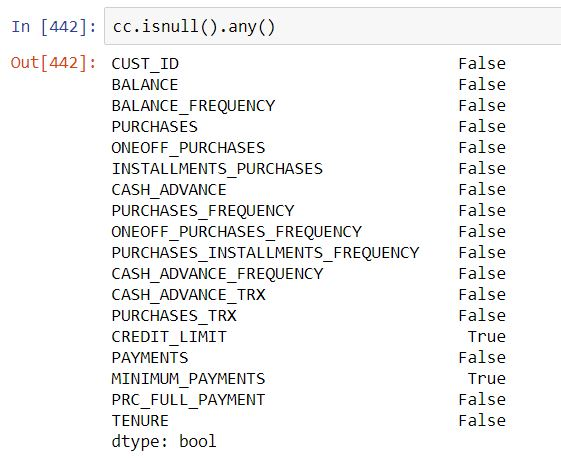 In [442]: cc.isnull().any()
Out[442]: CUST_ID False
BALANCE False
BALANCE_FREQUENCY False
PURCHASES False
ONEOFF_PURCHASES False
INSTALLMENTS_PURCHASES False
CASH_ADVANCE False
PURCHASES_FREQUENCY False
ONEOFF_PURCHASES_FREQUENCY False
PURCHASES_INSTALLMENTS_FREQUENCY False
CASH_ADVANCE_FREQUENCY False
CASH_ADVANCE_TRX False
PURCHASES_TRX False
CREDIT_LIMIT True
PAYMENTS False
MINIMUM_PAYMENTS True
PRC_FULL_PAYMENT False
TENURE False
dtype: bool